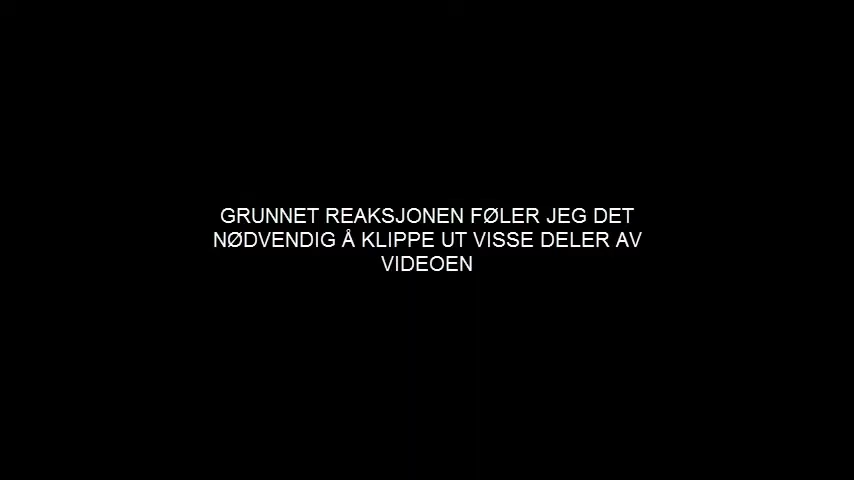 GRUNNET REAKSJONEN FØLER JEG DET
NØDVENDIG Å KLIPPE UT VISSE DELER AV
VIDEOEN